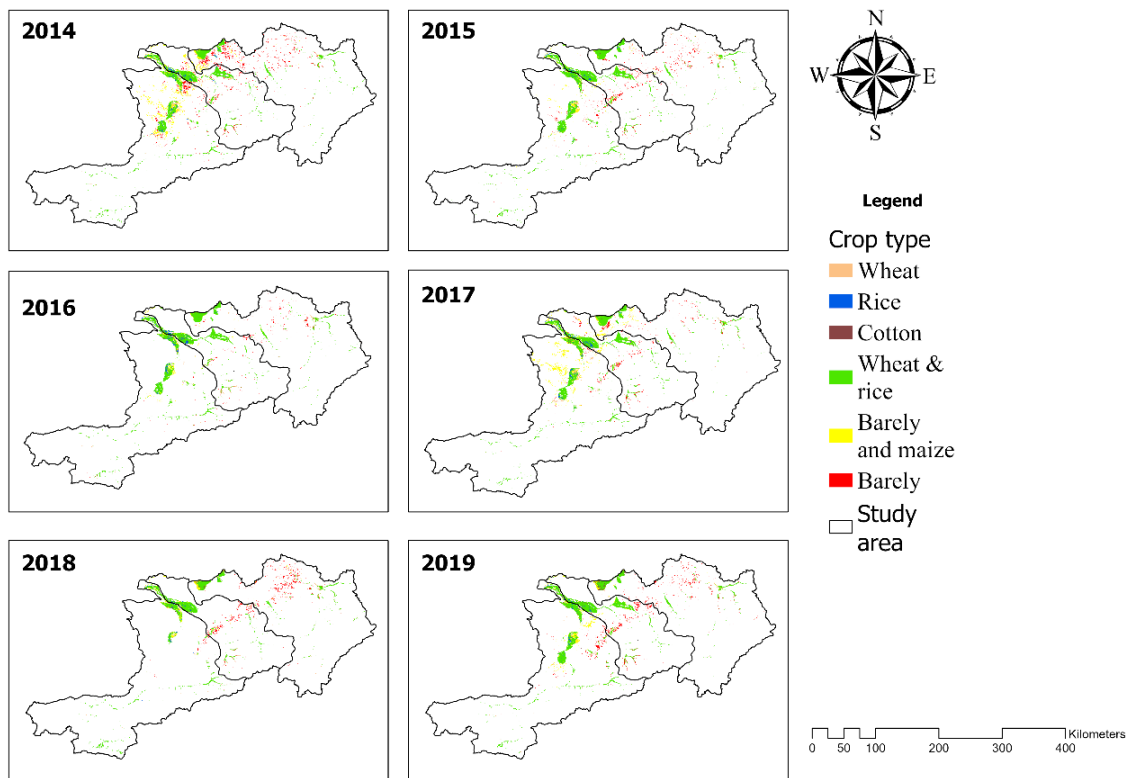 2014
2015
N
W
E
S
2016
2017
Legend
Crop type
Wheat
Rice
Cotton
Wheat &
rice
Barely
and maize
Barely
Study
area
2018
2019
Kilometers
0 50 100 200 300 400